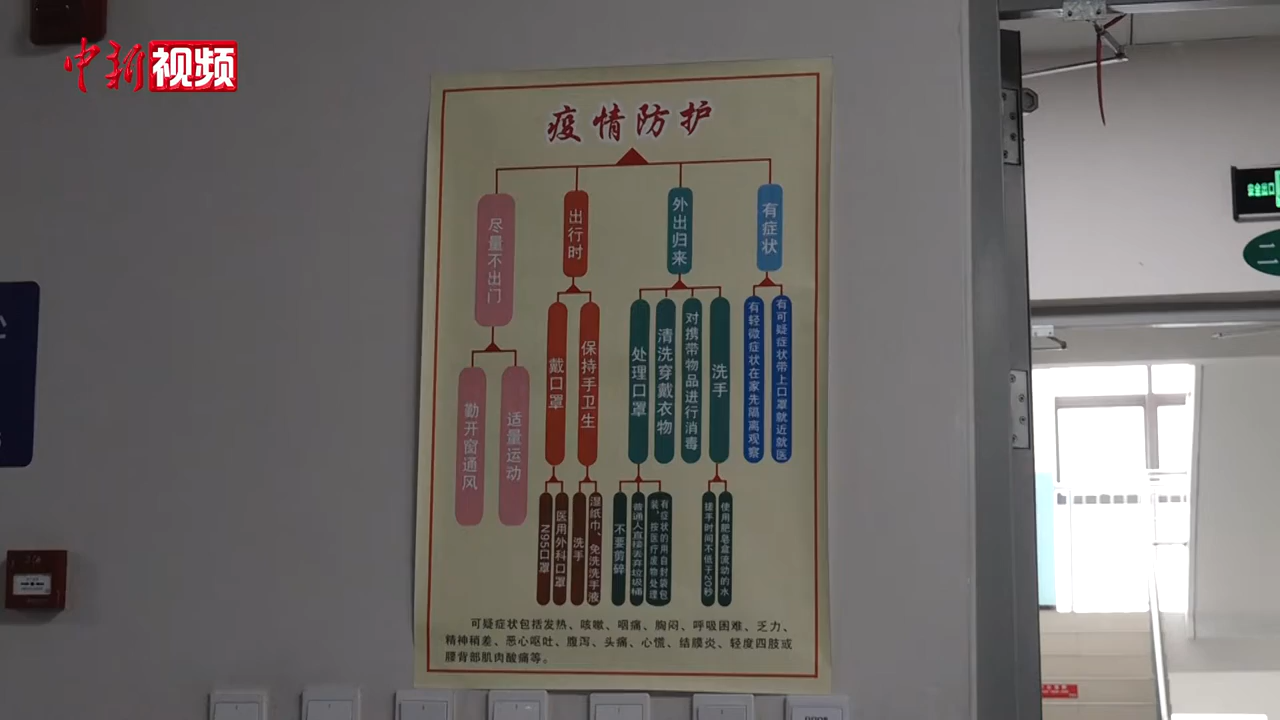 中新视频
疫情防护
尽量不出门
出行时
外出归来
有症状
勤开窗通风
适量运动
戴口罩
保持手卫生
处理口罩
清洗穿戴衣物
对携带物品进行消毒
洗手
有轻微症状在家先隔离观察
有可疑症状带上口罩就近就医
N95口罩
医用外科口罩
洗手
湿纸巾、免洗洗手液
不要剪碎
普通人直接丢弃垃圾桶
有症状的用自封袋包
装，按医疗废物处理
搓手时间不低于20秒
使用肥皂盒流动的水
可疑症状包括发热、咳嗽、咽痛、胸闷、呼吸困难、乏力、
精神稍差、恶心呕吐、腹泻、头痛、心慌、结膜炎、轻度四肢或
腰背部肌肉酸痛等。
安全出口
二